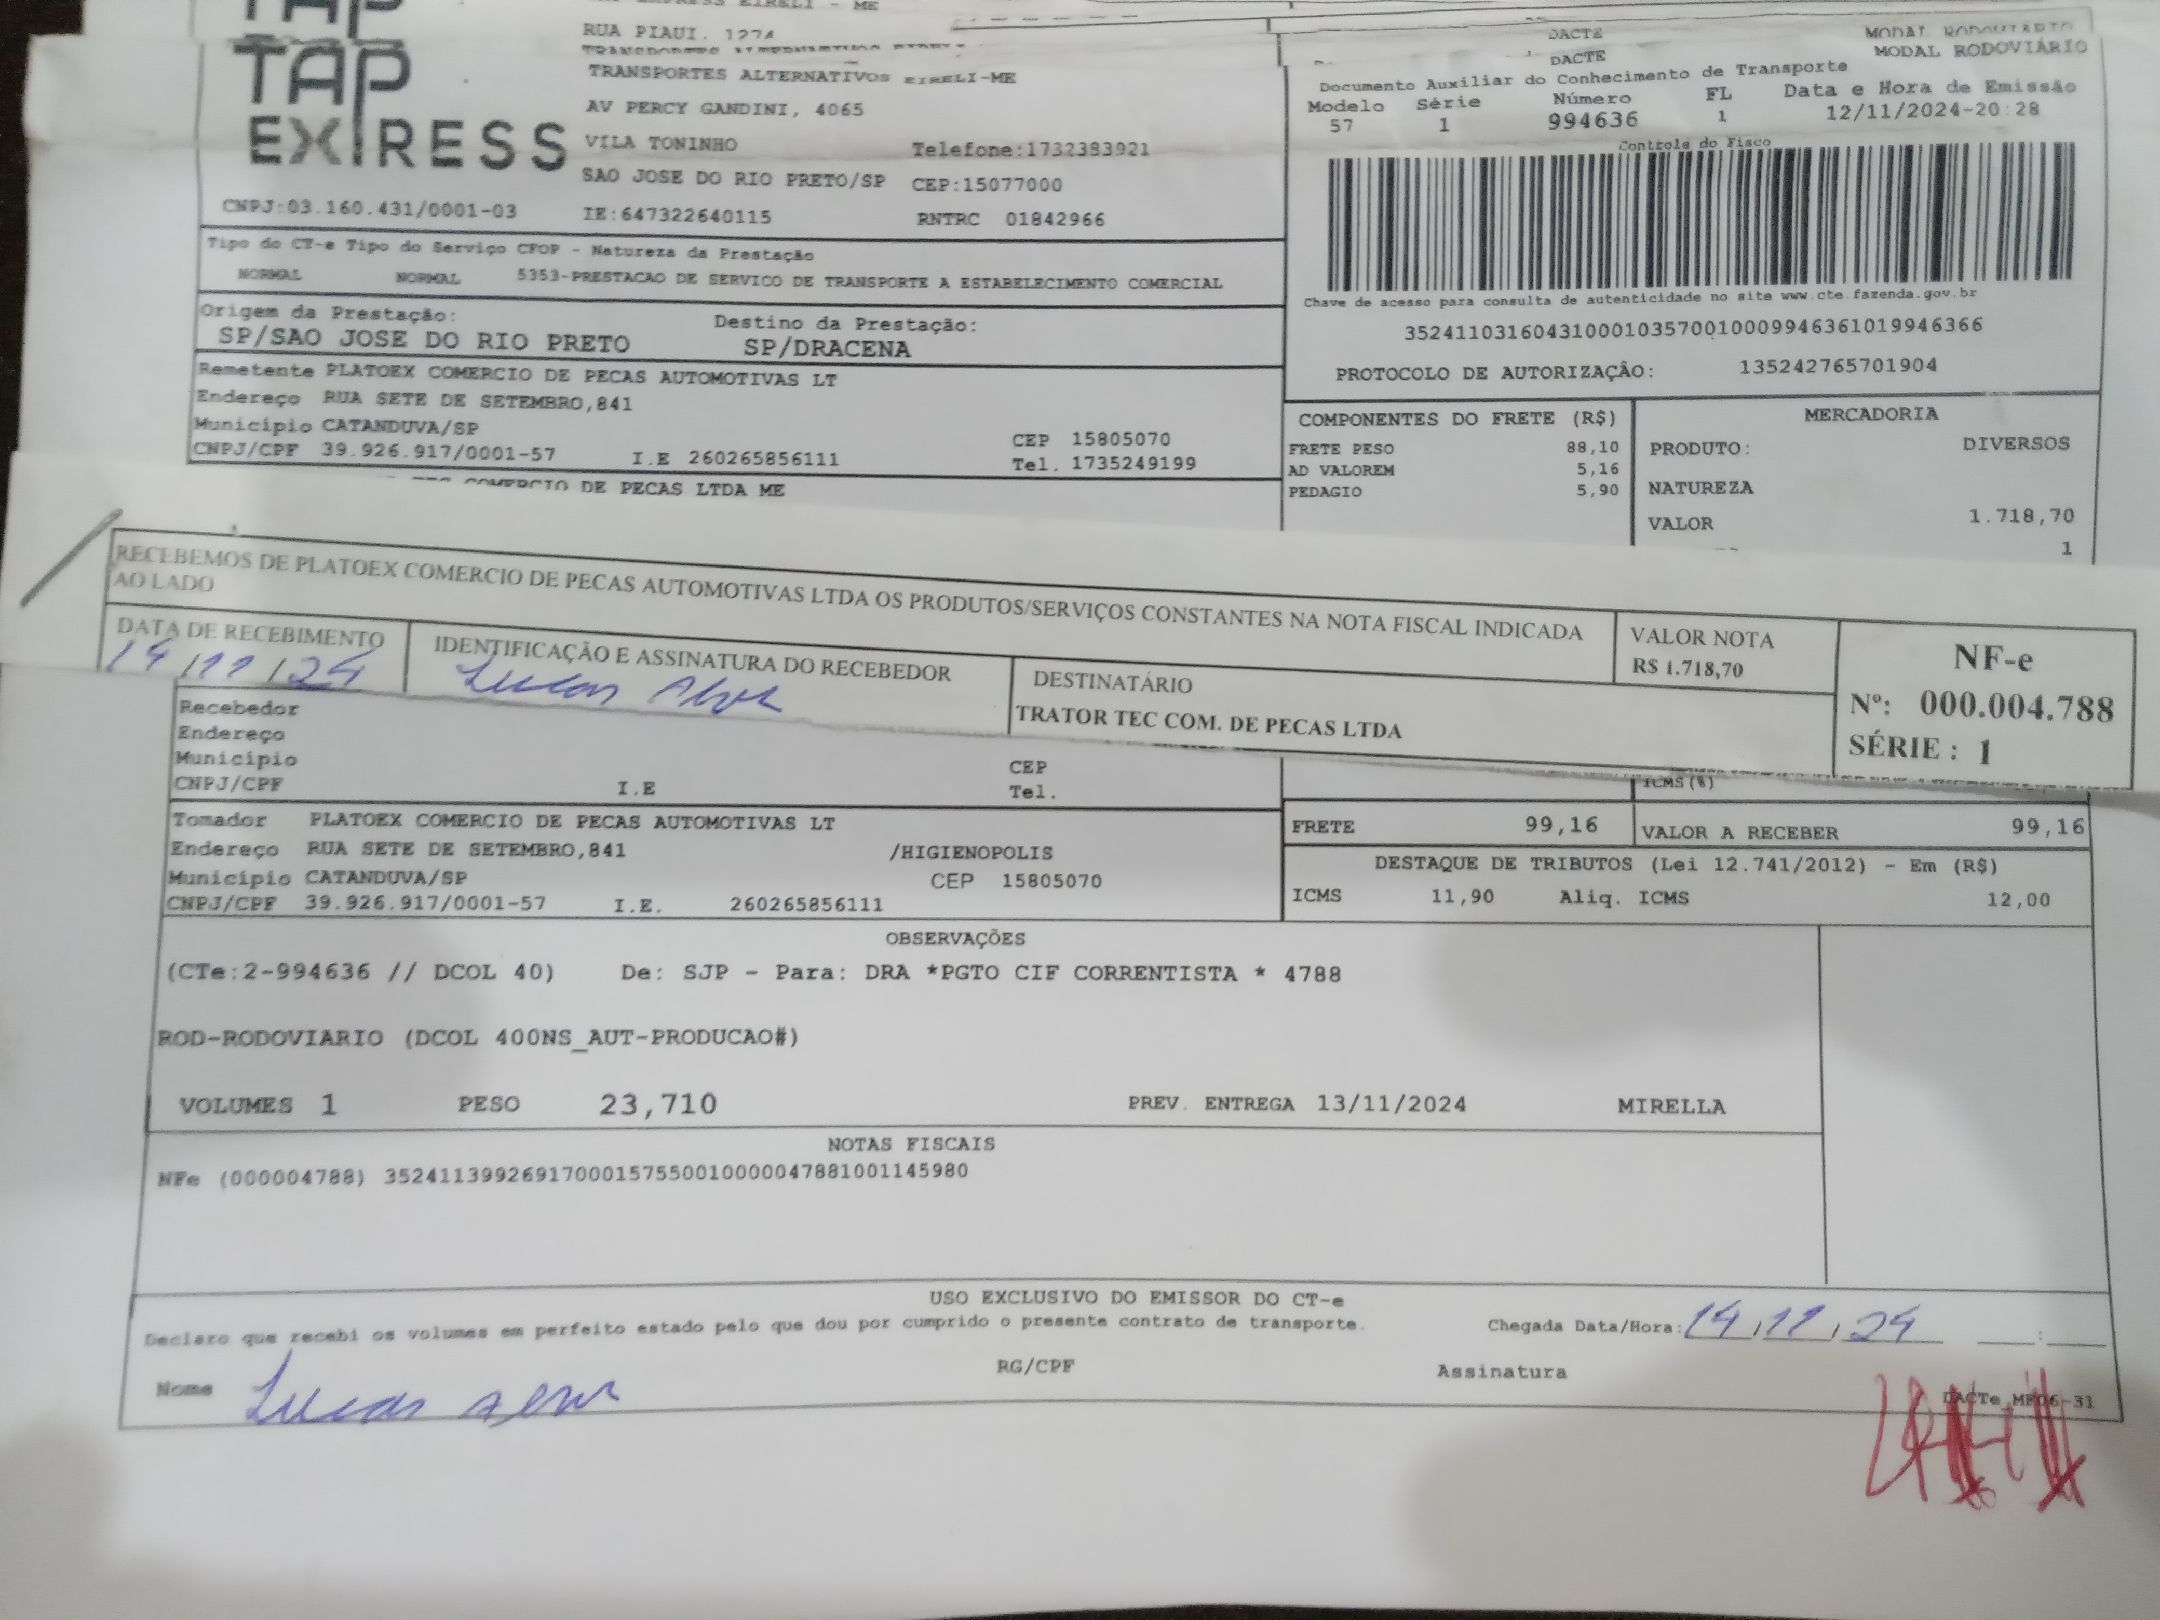 TAP
RUA PIAUI. 1274
TAP
EXPRESS
TRANSPORTES ALTERNATIVOS EIRELI-ME
AV PERCY GANDINI, 4065
VILA TONINHO
Telefone:1732383921
SAO JOSE DO RIO PRETO/SP CEP:15077000
CNPJ:03.160.431/0001-03 IE:647322640115 RNTRC 01842966
DACTE MODAL RODOVIÁRIO
DACTE MODAL RODOVIÁRIO
Documento Auxiliar do Conhecimento de Transporte
Modelo Série Número FL Data e Hora de Emissão
57 1 994636 1 12/11/2024-20:28
Controle do Fisco
Chave de acesso para consulta de autenticidade no site www.cte.fazenda.gov.br
35241103160431000103570010009946361019946366
PROTOCOLO DE AUTORIZAÇÃO: 135242765701904
Tipo do CT-e Tipo do Serviço CFOP - Natureza da Prestação
NORMAL NORMAL 5353-PRESTACAO DE SERVICO DE TRANSPORTE A ESTABELECIMENTO COMERCIAL
Origem da Prestação: Destino da Prestação:
SP/SAO JOSE DO RIO PRETO SP/DRACENA
Remetente PLATOEX COMERCIO DE PECAS AUTOMOTIVAS LT
Endereço RUA SETE DE SETEMBRO,841
Município CATANDUVA/SP CEP 15805070
CNPJ/CPF 39.926.917/0001-57 I.E 260265856111 Tel. 1735249199
COMERCIO DE PECAS LTDA ME
COMPONENTES DO FRETE (R$)
FRETE PESO 88,10
AD VALOREM 5,16
PEDAGIO 5,90
MERCADORIA
PRODUTO: DIVERSOS
NATUREZA
VALOR 1.718,70
1
RECEBEMOS DE PLATOEX COMERCIO DE PECAS AUTOMOTIVAS LTDA OS PRODUTOS/SERVIÇOS CONSTANTES NA NOTA FISCAL INDICADA
AO LADO
DATA DE RECEBIMENTO
14/11/24
IDENTIFICAÇÃO E ASSINATURA DO RECEBEDOR
Lucas
DESTINATÁRIO
TRATOR TEC COM. DE PECAS LTDA
VALOR NOTA
R$ 1.718,70
NF-e
Nº: 000.004.788
SÉRIE : 1
Recebedor
Endereço
Município CEP
CNPJ/CPF I.E Tel.
ICMS(%)
Tomador PLATOEX COMERCIO DE PECAS AUTOMOTIVAS LT
Endereço RUA SETE DE SETEMBRO,841 /HIGIENOPOLIS
Município CATANDUVA/SP CEP 15805070
CNPJ/CPF 39.926.917/0001-57 I.E. 260265856111
FRETE 99,16 VALOR A RECEBER 99,16
DESTAQUE DE TRIBUTOS (Lei 12.741/2012) - Em (R$)
ICMS 11,90 Aliq. ICMS 12,00
OBSERVAÇÕES
(CTe:2-994636 // DCOL 40) De: SJP - Para: DRA *PGTO CIF CORRENTISTA * 4788
ROD-RODOVIARIO (DCOL 400NS_AUT-PRODUCAO#)
VOLUMES 1 PESO 23,710 PREV. ENTREGA 13/11/2024 MIRELLA
NOTAS FISCAIS
NFe (000004788) 35241139926917000157550010000047881001145980
USO EXCLUSIVO DO EMISSOR DO CT-e
Declaro que recebi os volumes em perfeito estado pelo que dou por cumprido o presente contrato de transporte. Chegada Data/Hora: 14/11/24 :
Nome Lucas RG/CPF Assinatura
DACTe MF06-31